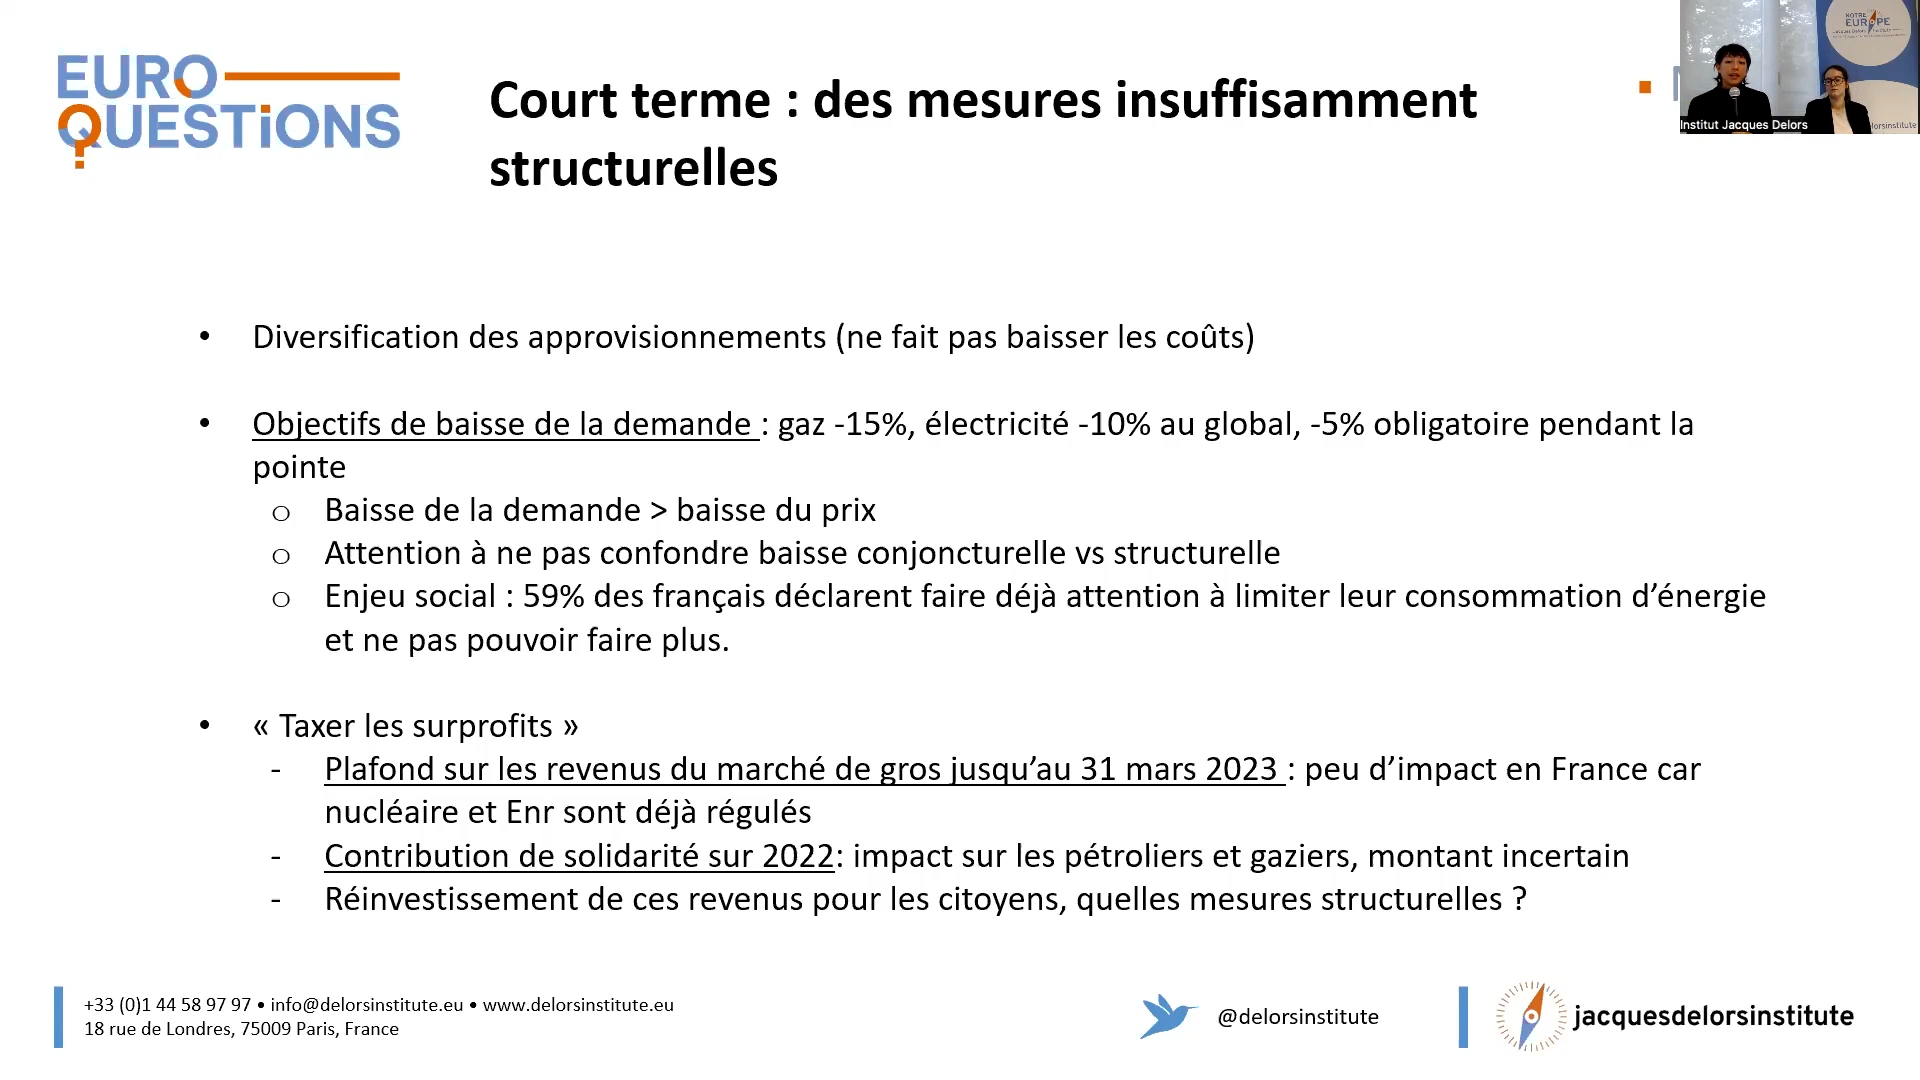 EURO
QUESTiONS
?
Court terme : des mesures insuffisamment
structurelles
NOTRE
EUROPE
Institut Jacques Delors
delorsinstitute
• Diversification des approvisionnements (ne fait pas baisser les coûts)
• Objectifs de baisse de la demande : gaz -15%, électricité -10% au global, -5% obligatoire pendant la
pointe
o Baisse de la demande > baisse du prix
o Attention à ne pas confondre baisse conjoncturelle vs structurelle
o Enjeu social : 59% des français déclarent faire déjà attention à limiter leur consommation d’énergie
et ne pas pouvoir faire plus.
• « Taxer les surprofits »
- Plafond sur les revenus du marché de gros jusqu’au 31 mars 2023 : peu d’impact en France car
nucléaire et Enr sont déjà régulés
- Contribution de solidarité sur 2022: impact sur les pétroliers et gaziers, montant incertain
- Réinvestissement de ces revenus pour les citoyens, quelles mesures structurelles ?
+33 (0)1 44 58 97 97 • info@delorsinstitute.eu • www.delorsinstitute.eu
18 rue de Londres, 75009 Paris, France
@delorsinstitute
jacquesdelorsinstitute